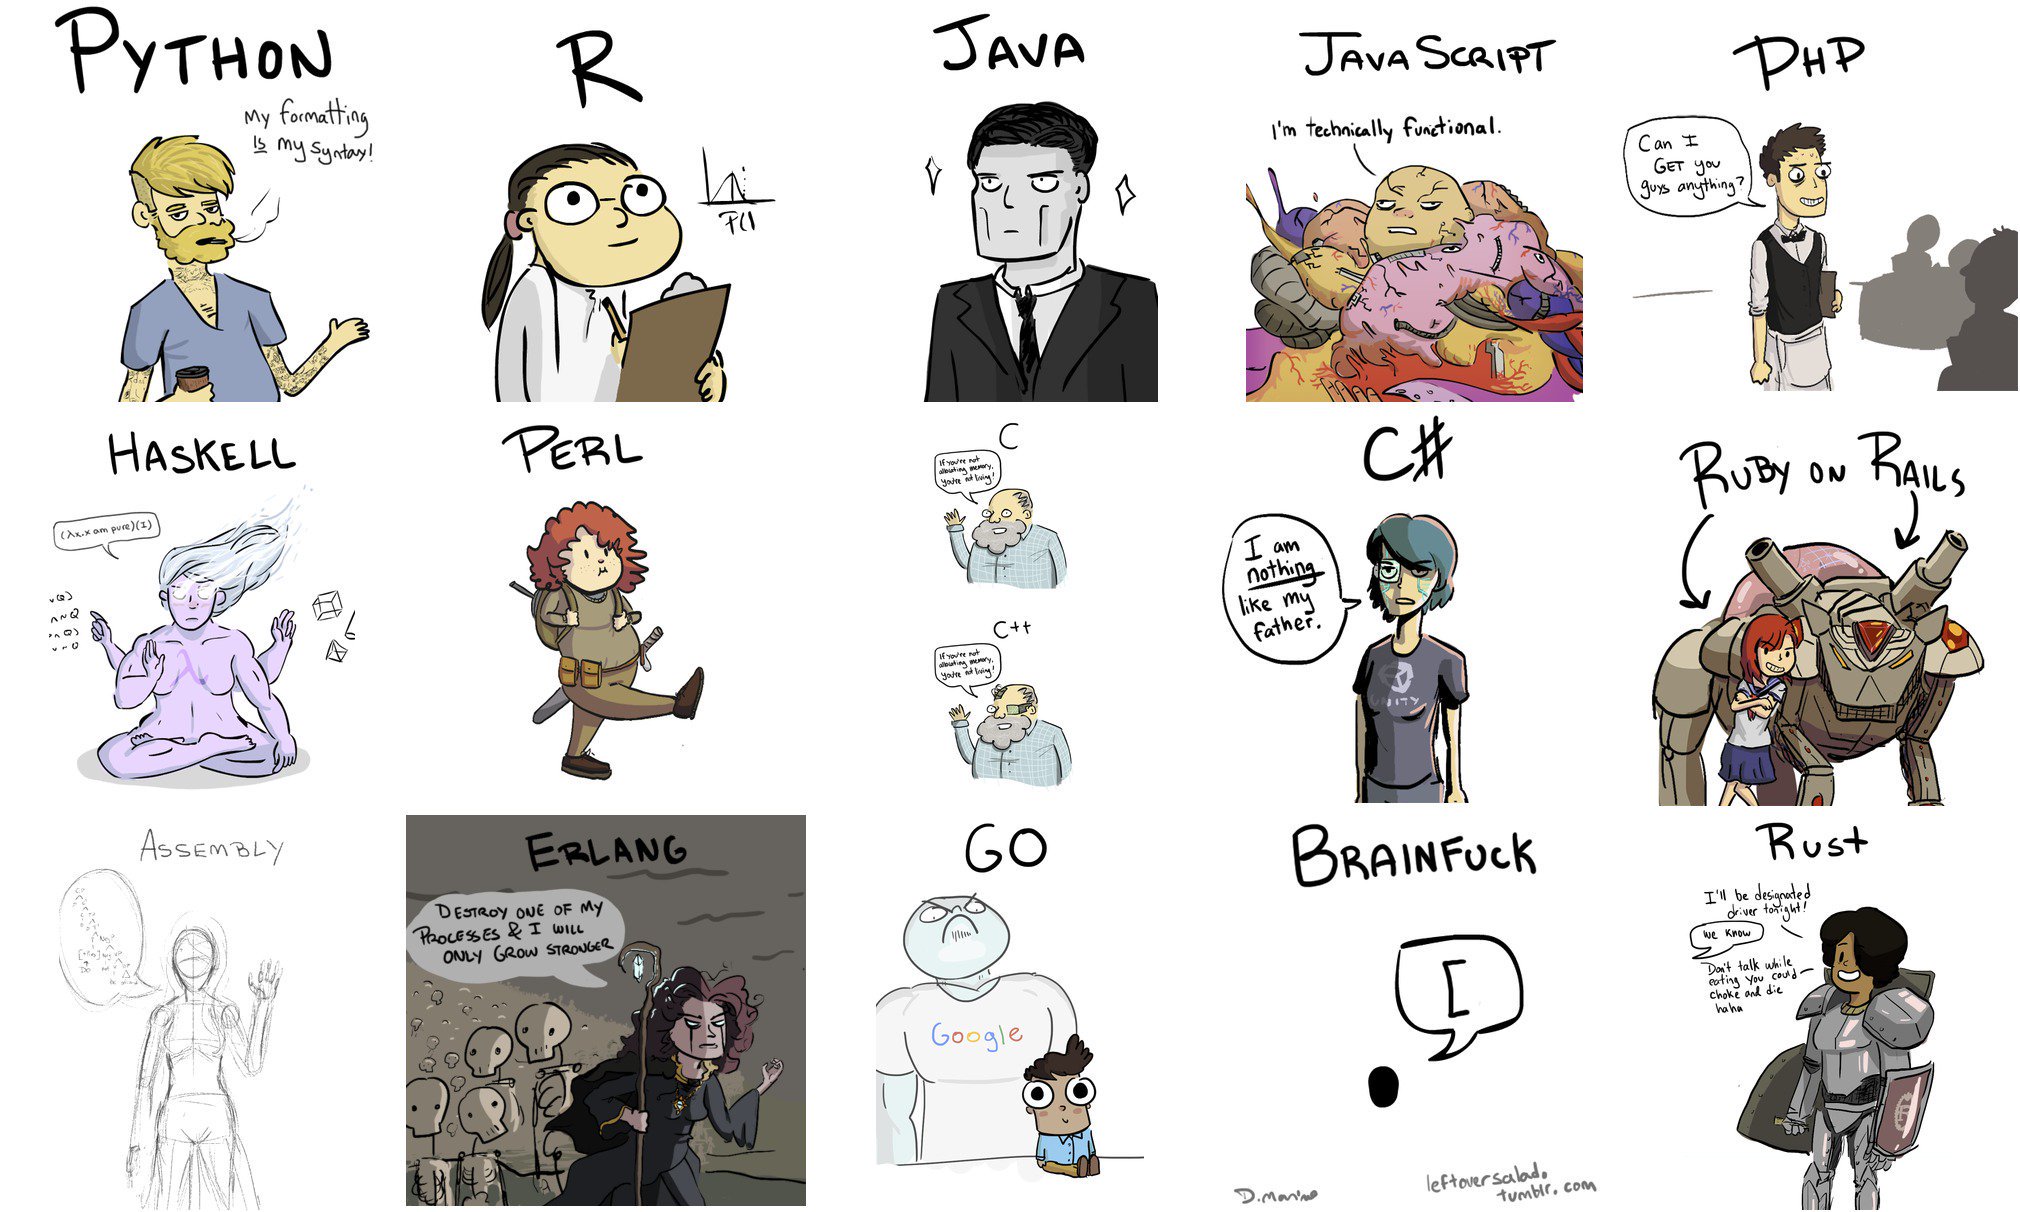 PYTHON
My formatting
is my syntax!
R
P(1
JAVA
JAVASCRIPT
I'm technically functional.
PHP
Can I
GET you
guys anything?
HASKELL
(λx.x am pure)(I)
PERL
C
If you're not
allocating memory,
you're not living!
C++
If you're not
allocating memory,
you're not living!
C#
I am
nothing
like my
father.
UNITY
RUBY ON RAILS
ASSEMBLY
ERLANG
DESTROY ONE OF MY
PROCESSES & I WILL
ONLY GROW STRONGER
GO
Google
BRAINFUCK
[
D.Marino
leftoversalad.
tumblr.com
RUST
I'll be designated
driver tonight!
we know
Don't talk while
eating you could
choke and die
haha
R